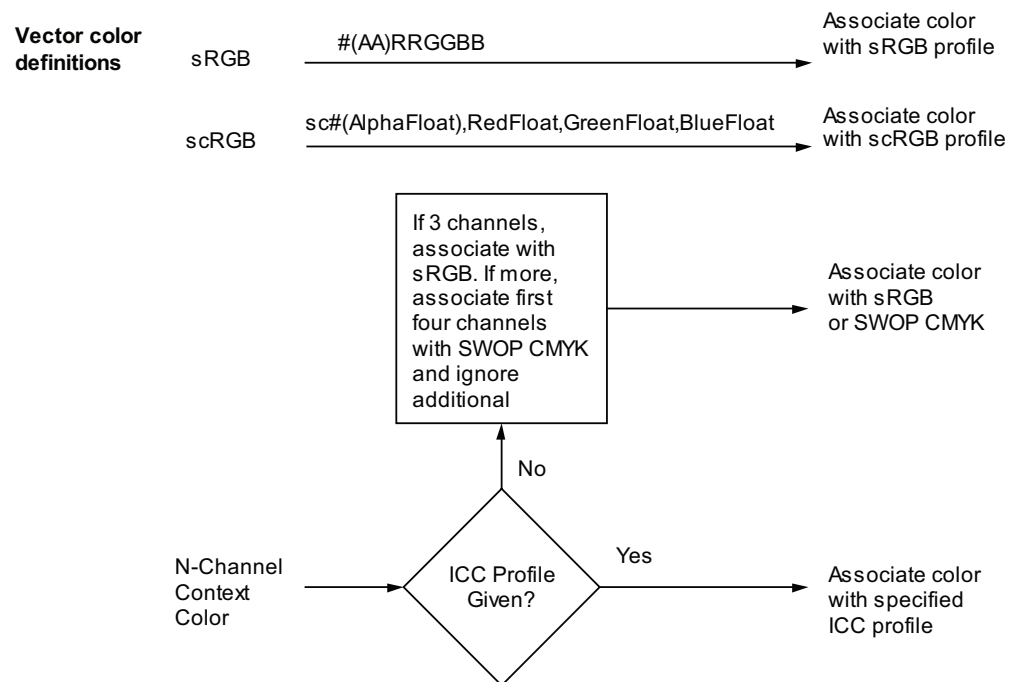 Vector color
definitions
sRGB
#(AA)RRGGBB
Associate color
with sRGB profile
scRGB
sc#(AlphaFloat),RedFloat,GreenFloat,BlueFloat
Associate color
with scRGB profile
If 3 channels,
associate with
sRGB. If more,
associate first
four channels
with SWOP CMYK
and ignore
additional
Associate color
with sRGB
or SWOP CMYK
No
N-Channel
Context
Color
ICC Profile
Given?
Yes
Associate color
with specified
ICC profile